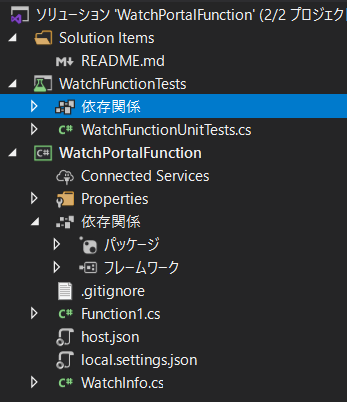 ソリューション 'WatchPortalFunction' (2/2 プロジェクト
Solution Items
README.md
WatchFunctionTests
依存関係
C# WatchFunctionUnitTests.cs
C# WatchPortalFunction
Connected Services
Properties
依存関係
パッケージ
フレームワーク
.gitignore
C# Function1.cs
host.json
local.settings.json
C# WatchInfo.cs